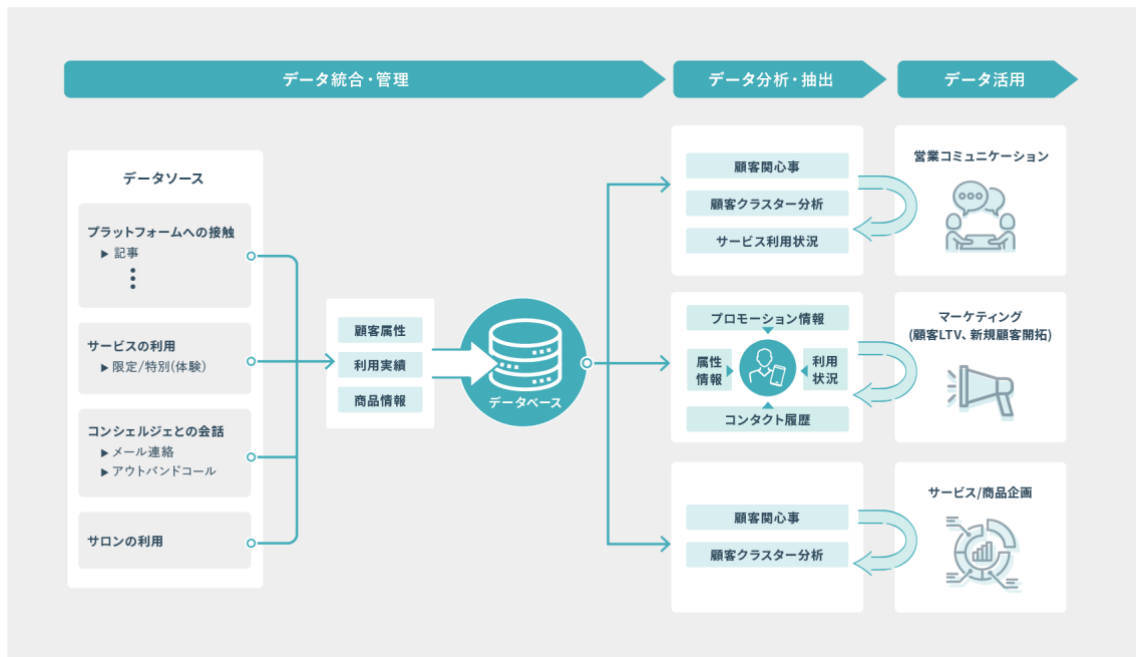 データ統合・管理
データ分析・抽出
データ活用
データソース
プラットフォームへの接触
▶ 記事
サービスの利用
▶ 限定/特別(体験)
コンシェルジェとの会話
▶ メール連絡
▶ アウトバンドコール
サロンの利用
顧客属性
利用実績
商品情報
データベース
顧客関心事
顧客クラスター分析
サービス利用状況
営業コミュニケーション
プロモーション情報
属性
情報
利用
状況
コンタクト履歴
マーケティング
(顧客LTV、新規顧客開拓)
顧客関心事
顧客クラスター分析
サービス/商品企画